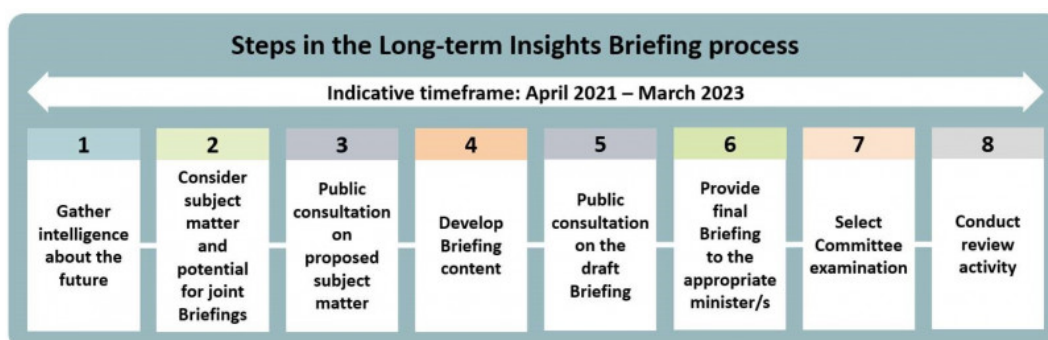 Steps in the Long-term Insights Briefing process
Indicative timeframe: April 2021 – March 2023
1
Gather
intelligence
about the
future
2
Consider
subject
matter
and
potential
for joint
Briefings
3
Public
consultation
on
proposed
subject
matter
4
Develop
Briefing
content
5
Public
consultation
on the
draft
Briefing
6
Provide
final
Briefing
to the
appropriate
minister/s
7
Select
Committee
examination
8
Conduct
review
activity